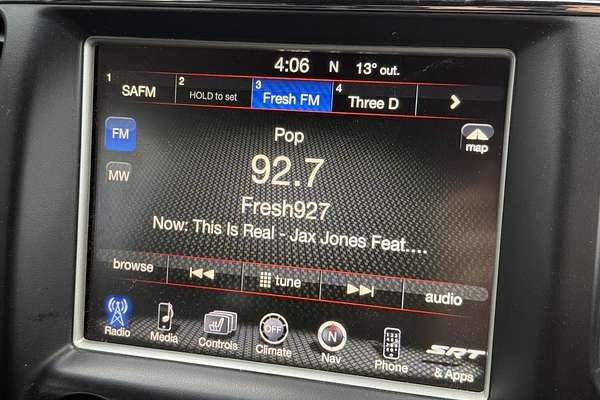 4:06 N 13° out.
1 SAFM 2 HOLD to set 3 Fresh FM 4 Three D
FM
Pop
map
92.7
MW
Fresh927
Now: This Is Real - Jax Jones Feat....
browse tune audio
OFF N
Radio Media Controls Climate Nav Phone SRT & Apps